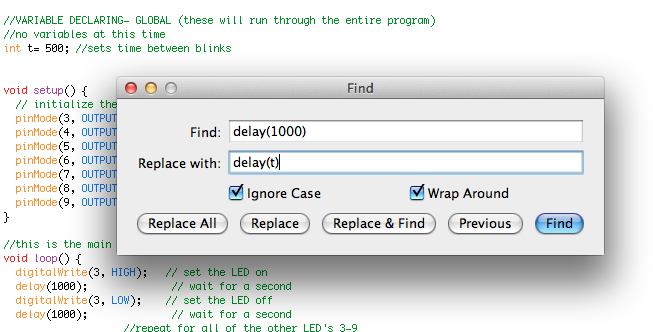 //VARIABLE DECLARING- GLOBAL (these will run through the entire program)
//no variables at this time
int t= 500; //sets time between blinks
void setup() {
// initialize the
pinMode(3, OUTPUT
pinMode(4, OUTPUT
pinMode(5, OUTPUT
pinMode(6, OUTPUT
pinMode(7, OUTPUT
pinMode(8, OUTPUT
pinMode(9, OUTPUT
}
//this is the main
void loop() {
digitalWrite(3, HIGH);   // set the LED on
delay(1000);             // wait for a second
digitalWrite(3, LOW);    // set the LED off
delay(1000);             // wait for a second
//repeat for all of the other LED's 3-9
Find
Find: delay(1000)
Replace with: delay(t)
Ignore Case Wrap Around
Replace All Replace Replace & Find Previous Find